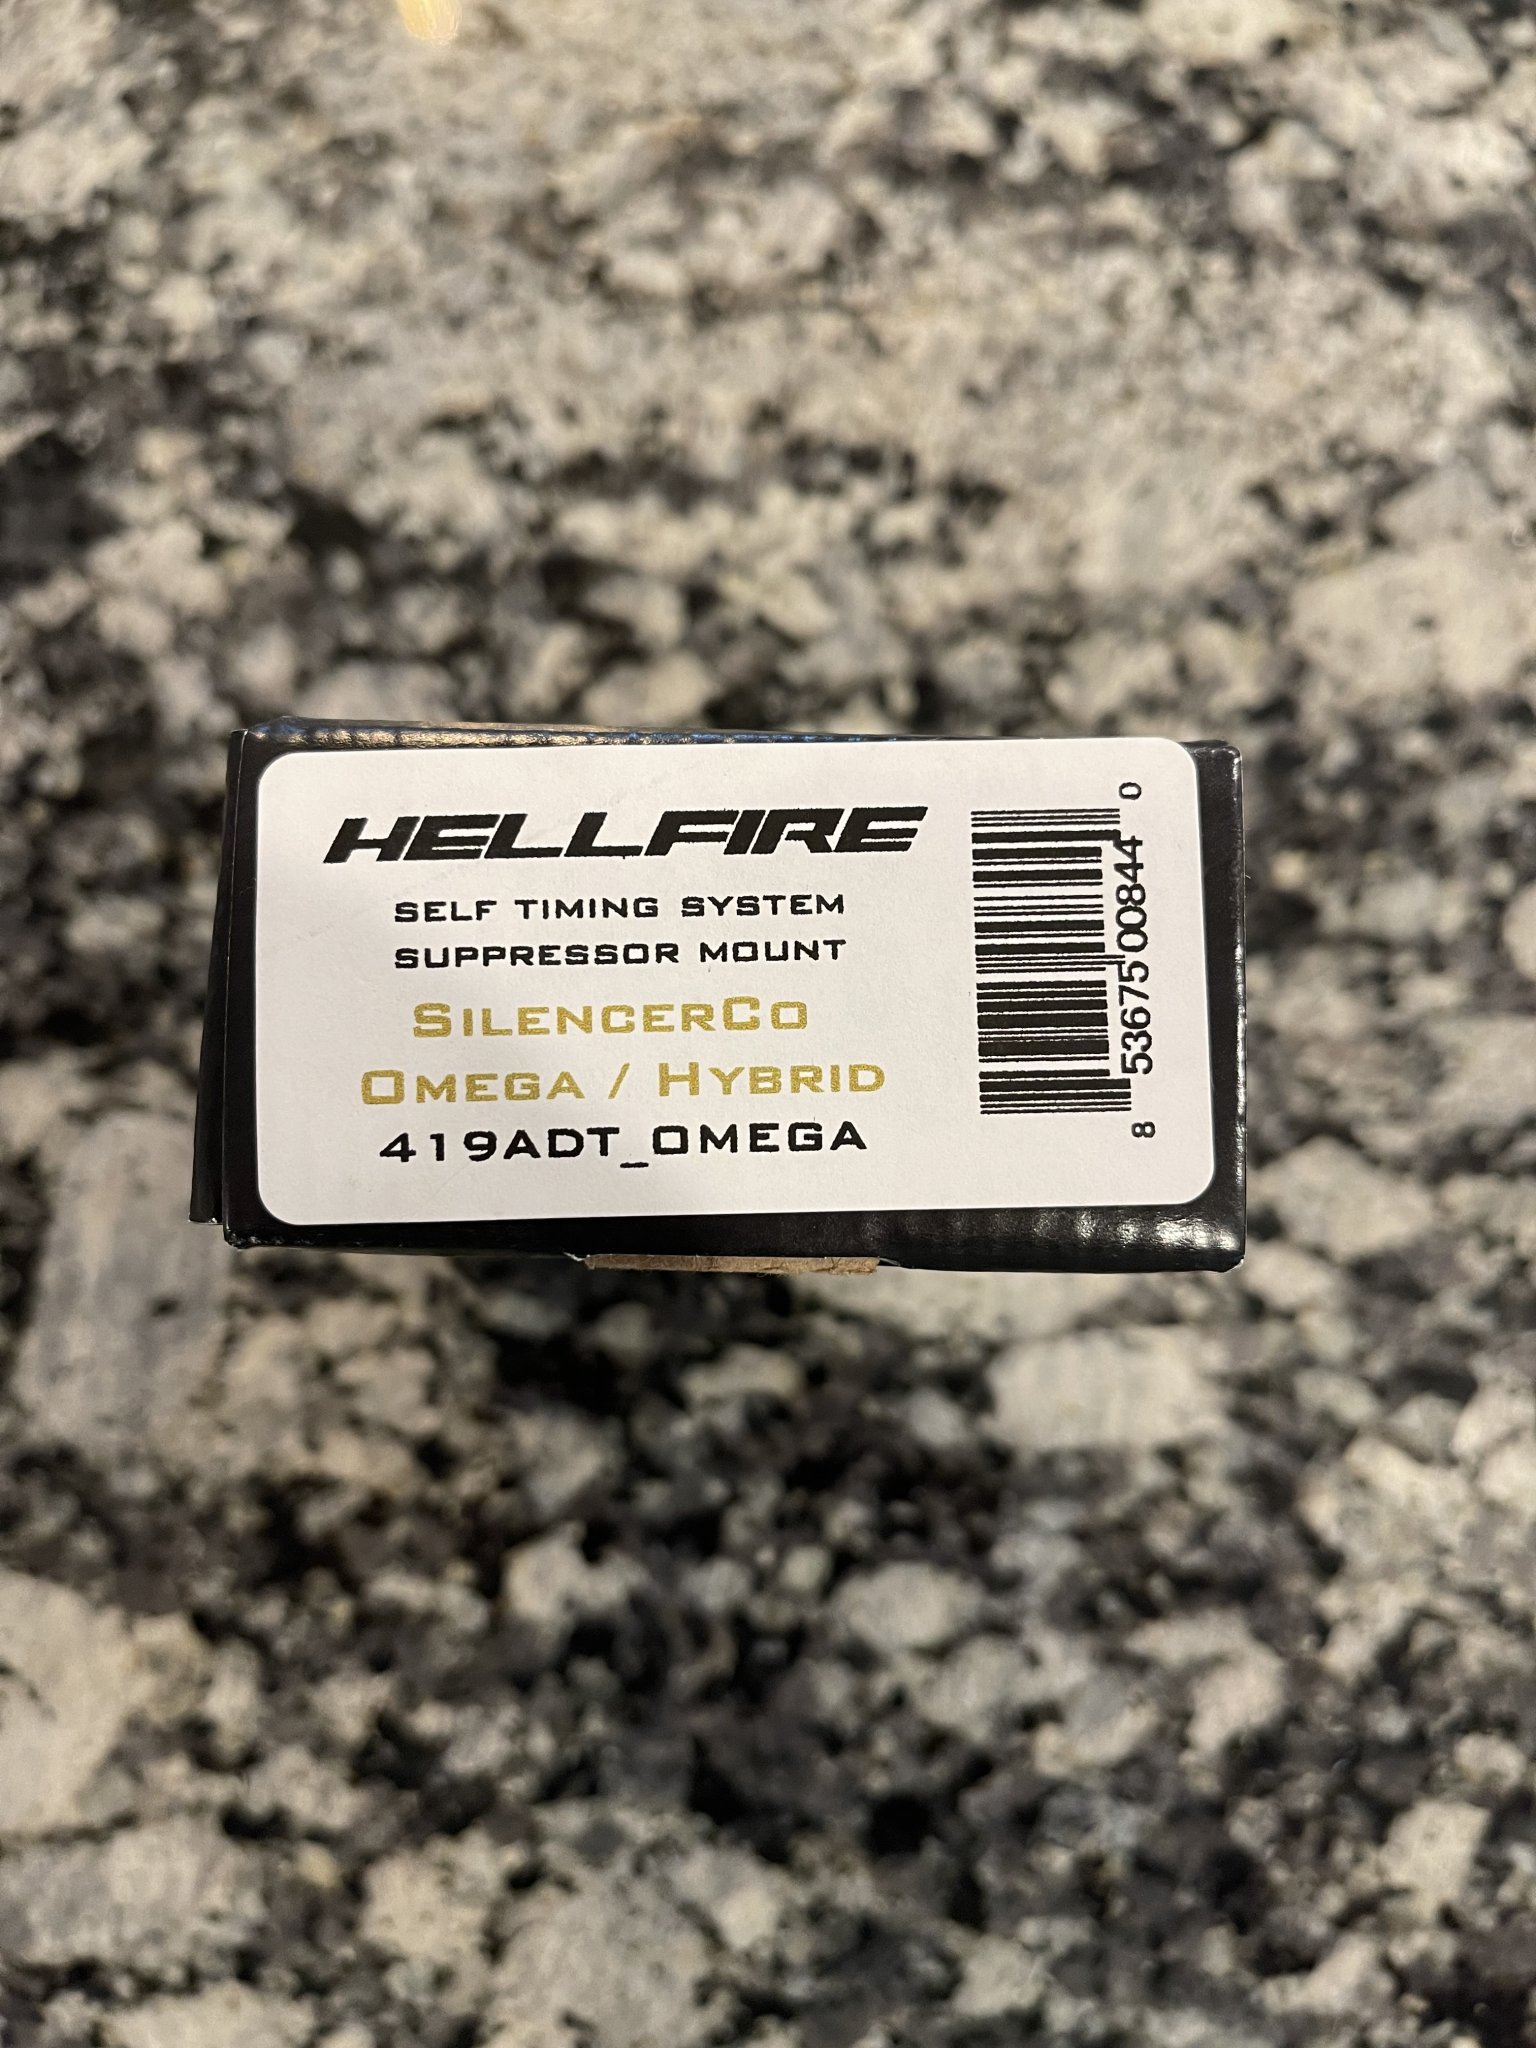 HELLFIRE
SELF TIMING SYSTEM
SUPPRESSOR MOUNT
SILENCERCO
OMEGA / HYBRID
419ADT_OMEGA
8 53675 00844 0